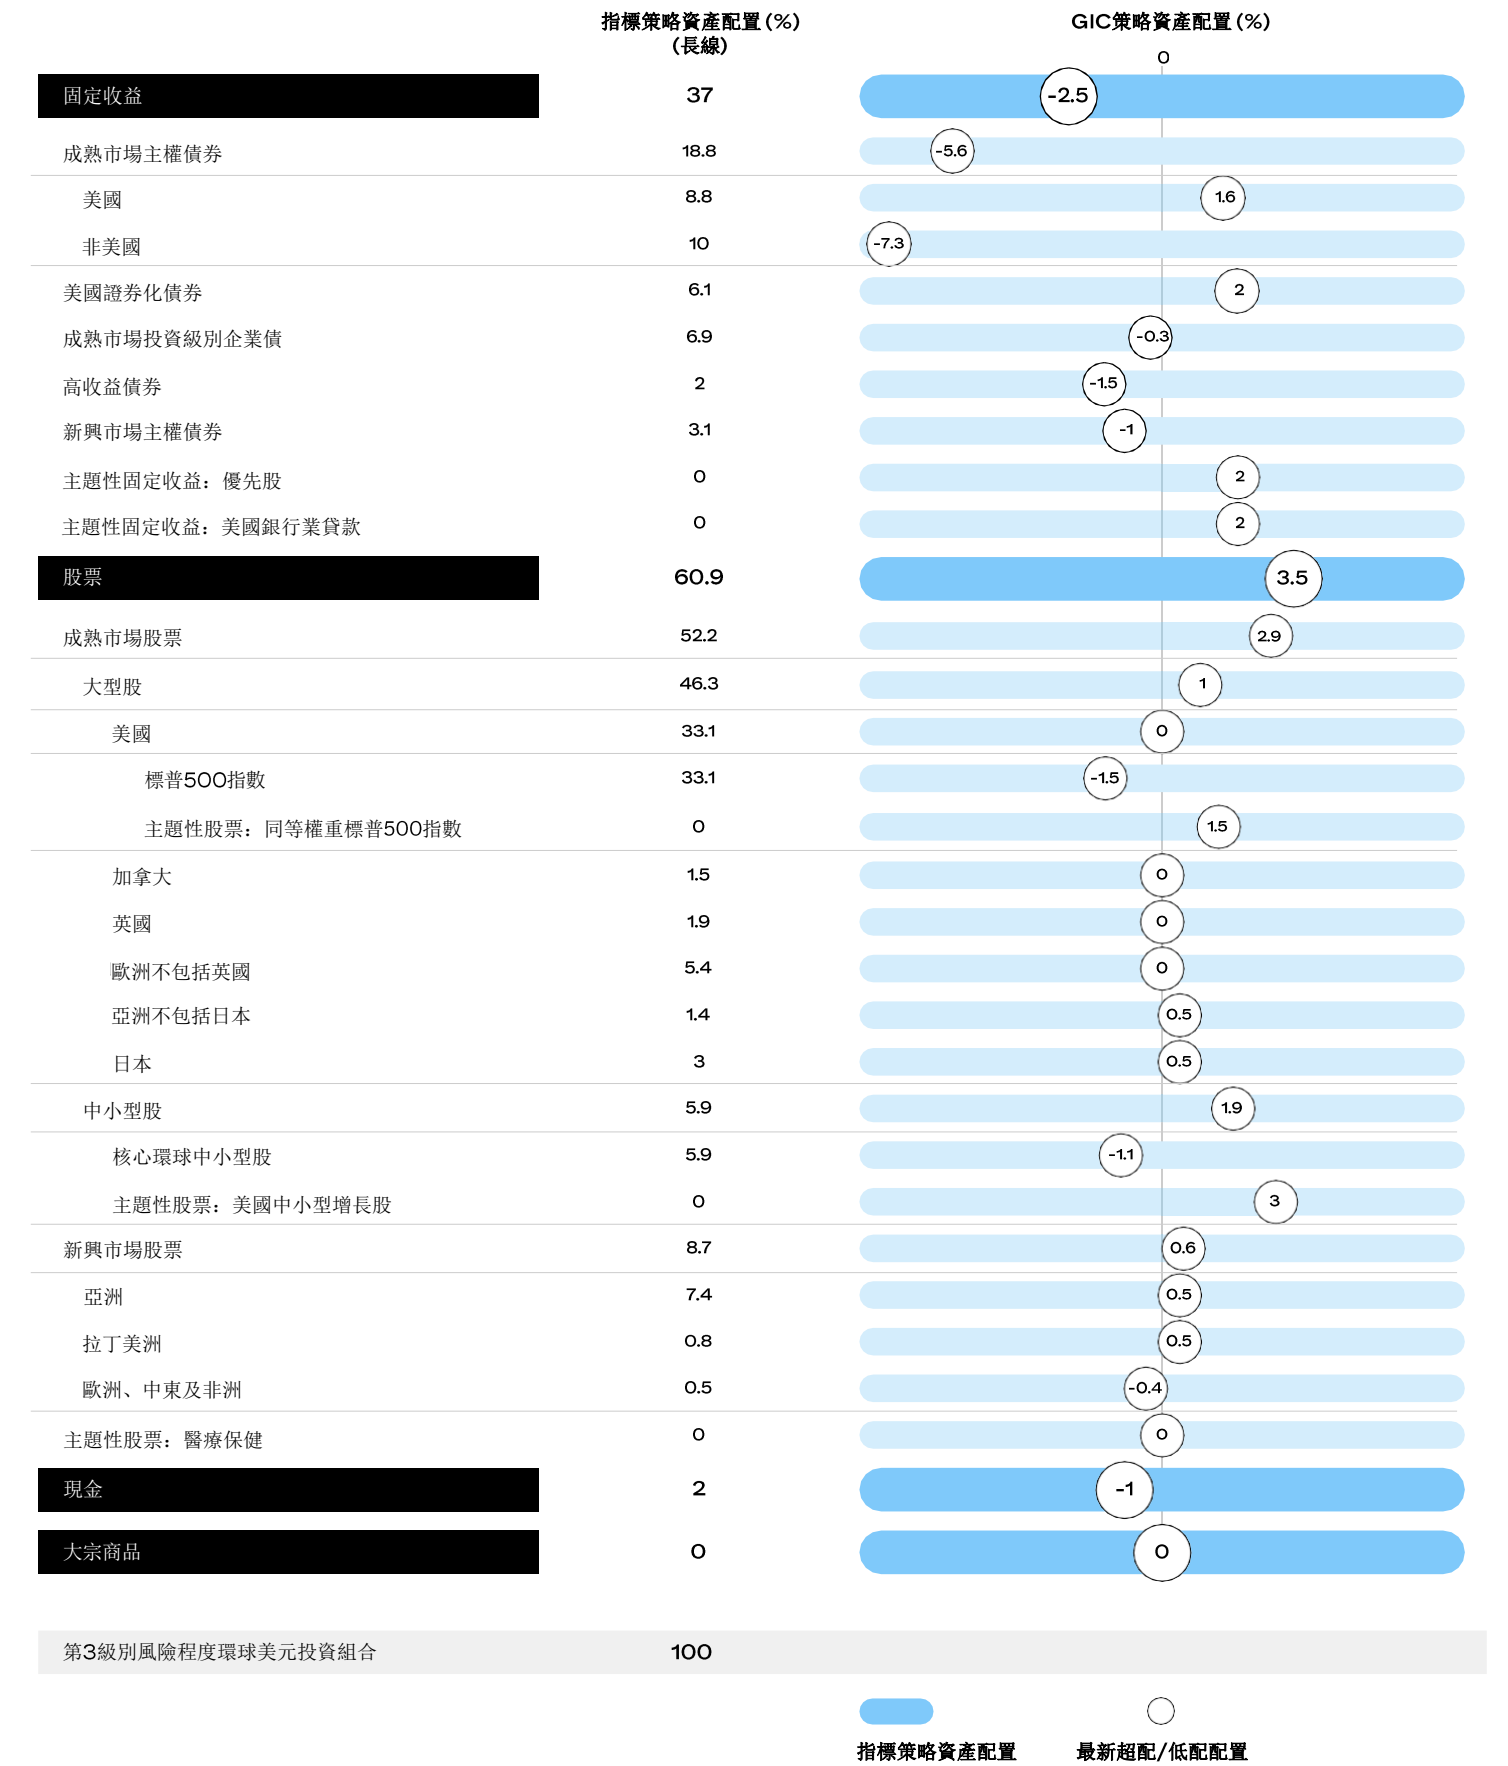 指標策略資產配置 (%) GIC策略資產配置 (%)
(長線)
0
固定收益 37 -2.5
成熟市場主權債券 18.8 -5.6
美國 8.8 1.6
非美國 10 -7.3
美國證券化債券 6.1 2
成熟市場投資級別企業債 6.9 -0.3
高收益債券 2 -1.5
新興市場主權債券 3.1 -1
主題性固定收益：優先股 0 2
主題性固定收益：美國銀行業貸款 0 2
股票 60.9 3.5
成熟市場股票 52.2 2.9
大型股 46.3 1
美國 33.1 0
標普500指數 33.1 -1.5
主題性股票：同等權重標普500指數 0 1.5
加拿大 1.5 0
英國 1.9 0
歐洲不包括英國 5.4 0
亞洲不包括日本 1.4 0.5
日本 3 0.5
中小型股 5.9 1.9
核心環球中小型股 5.9 -1.1
主題性股票：美國中小型增長股 0 3
新興市場股票 8.7 0.6
亞洲 7.4 0.5
拉丁美洲 0.8 0.5
歐洲、中東及非洲 0.5 -0.4
主題性股票：醫療保健 0 0
現金 2 -1
大宗商品 0 0
第3級別風險程度環球美元投資組合 100
指標策略資產配置 最新超配/低配配置